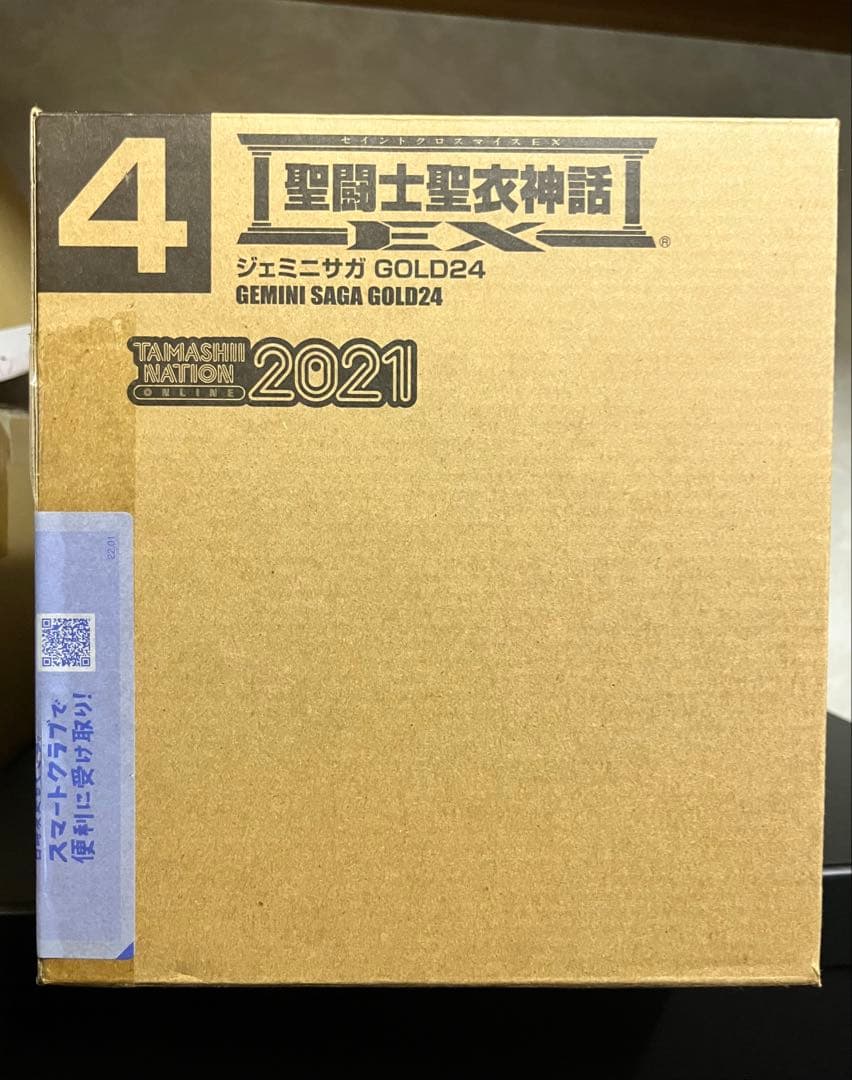 4
セイントクロスマイスEX
聖闘士聖衣神話
EX®
ジェミニサガ GOLD24
GEMINI SAGA GOLD24
TAMASHII
NATION
ONLINE
2021
22.01
スマートクラブで
便利に受け取り!